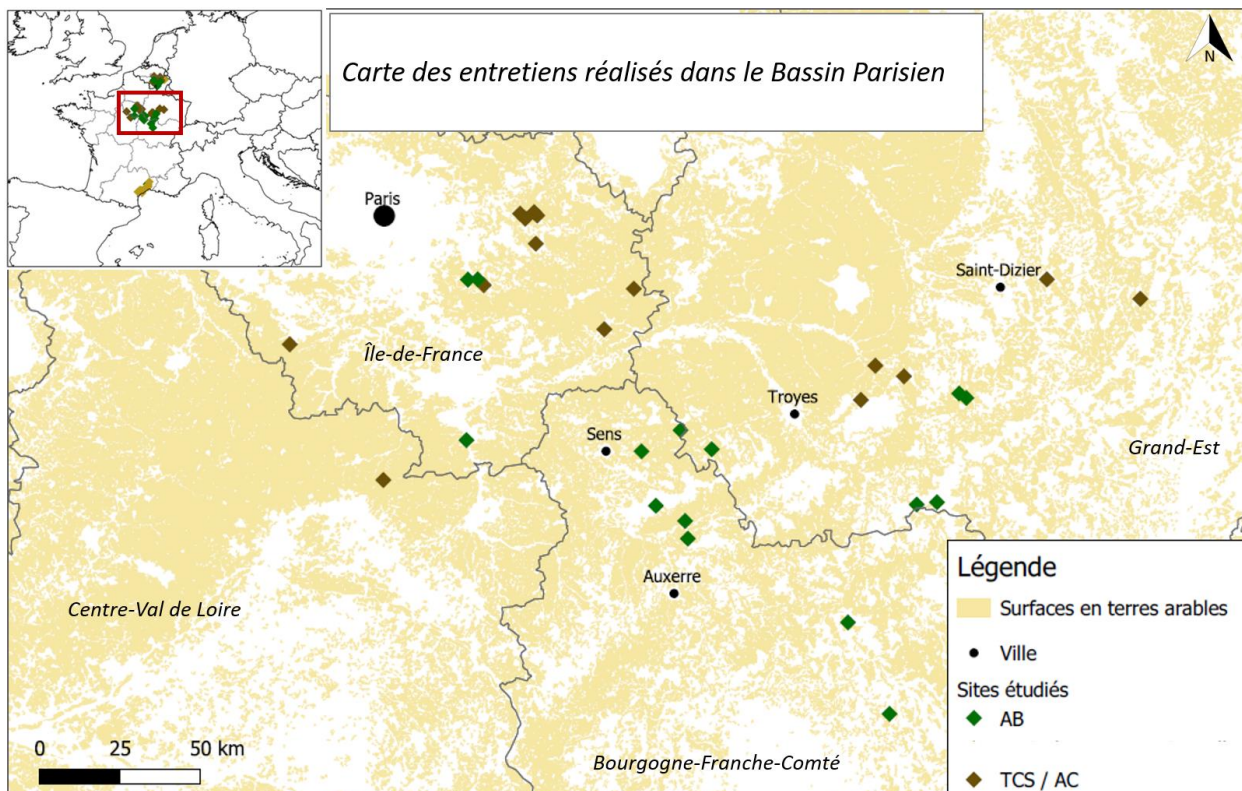 Carte des entretiens réalisés dans le Bassin Parisien
N
Paris
Saint-Dizier
Île-de-France
Troyes
Sens
Grand-Est
Auxerre
Centre-Val de Loire
Bourgogne-Franche-Comté
0 25 50 km
Légende
Surfaces en terres arables
Ville
Sites étudiés
AB
TCS / AC